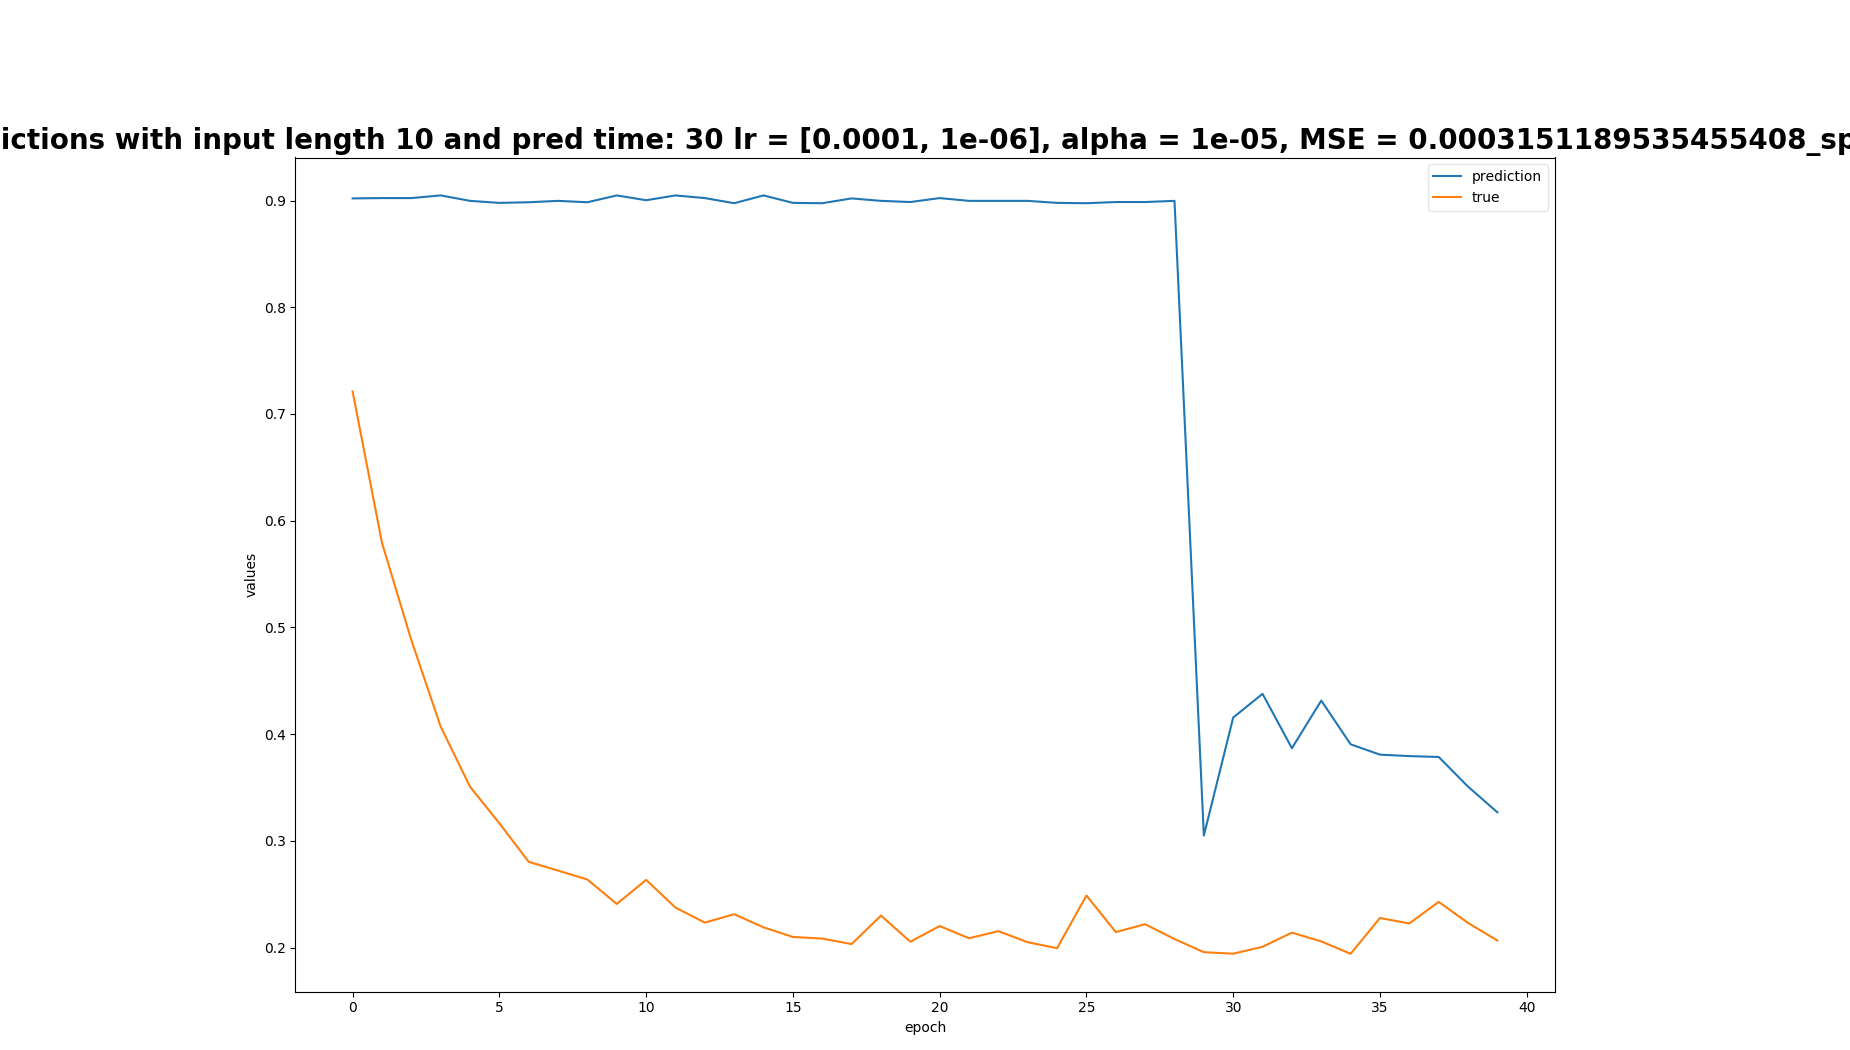 ictions with input length 10 and pred time: 30 lr = [0.0001, 1e-06], alpha = 1e-05, MSE = 0.0003151189535455408_sp
prediction
true
0.9
0.8
0.7
0.6
0.5
0.4
0.3
0.2
values
0 5 10 15 20 25 30 35 40
epoch